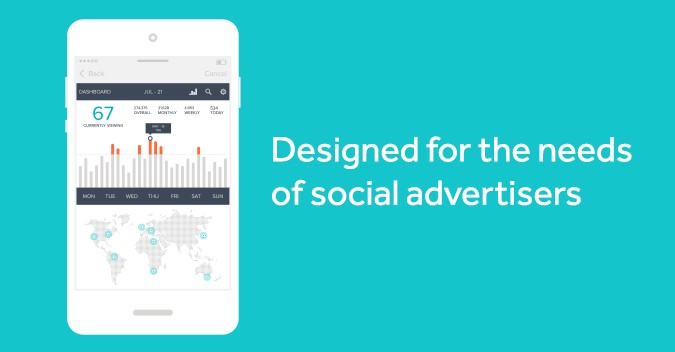 Back Cancel
DASHBOARD JUL - 21
67
CURRENTLY VIEWING
OVERALL MONTHLY WEEKLY TODAY
MON TUE WED THU FRI SAT SUN
Designed for the needs
of social advertisers